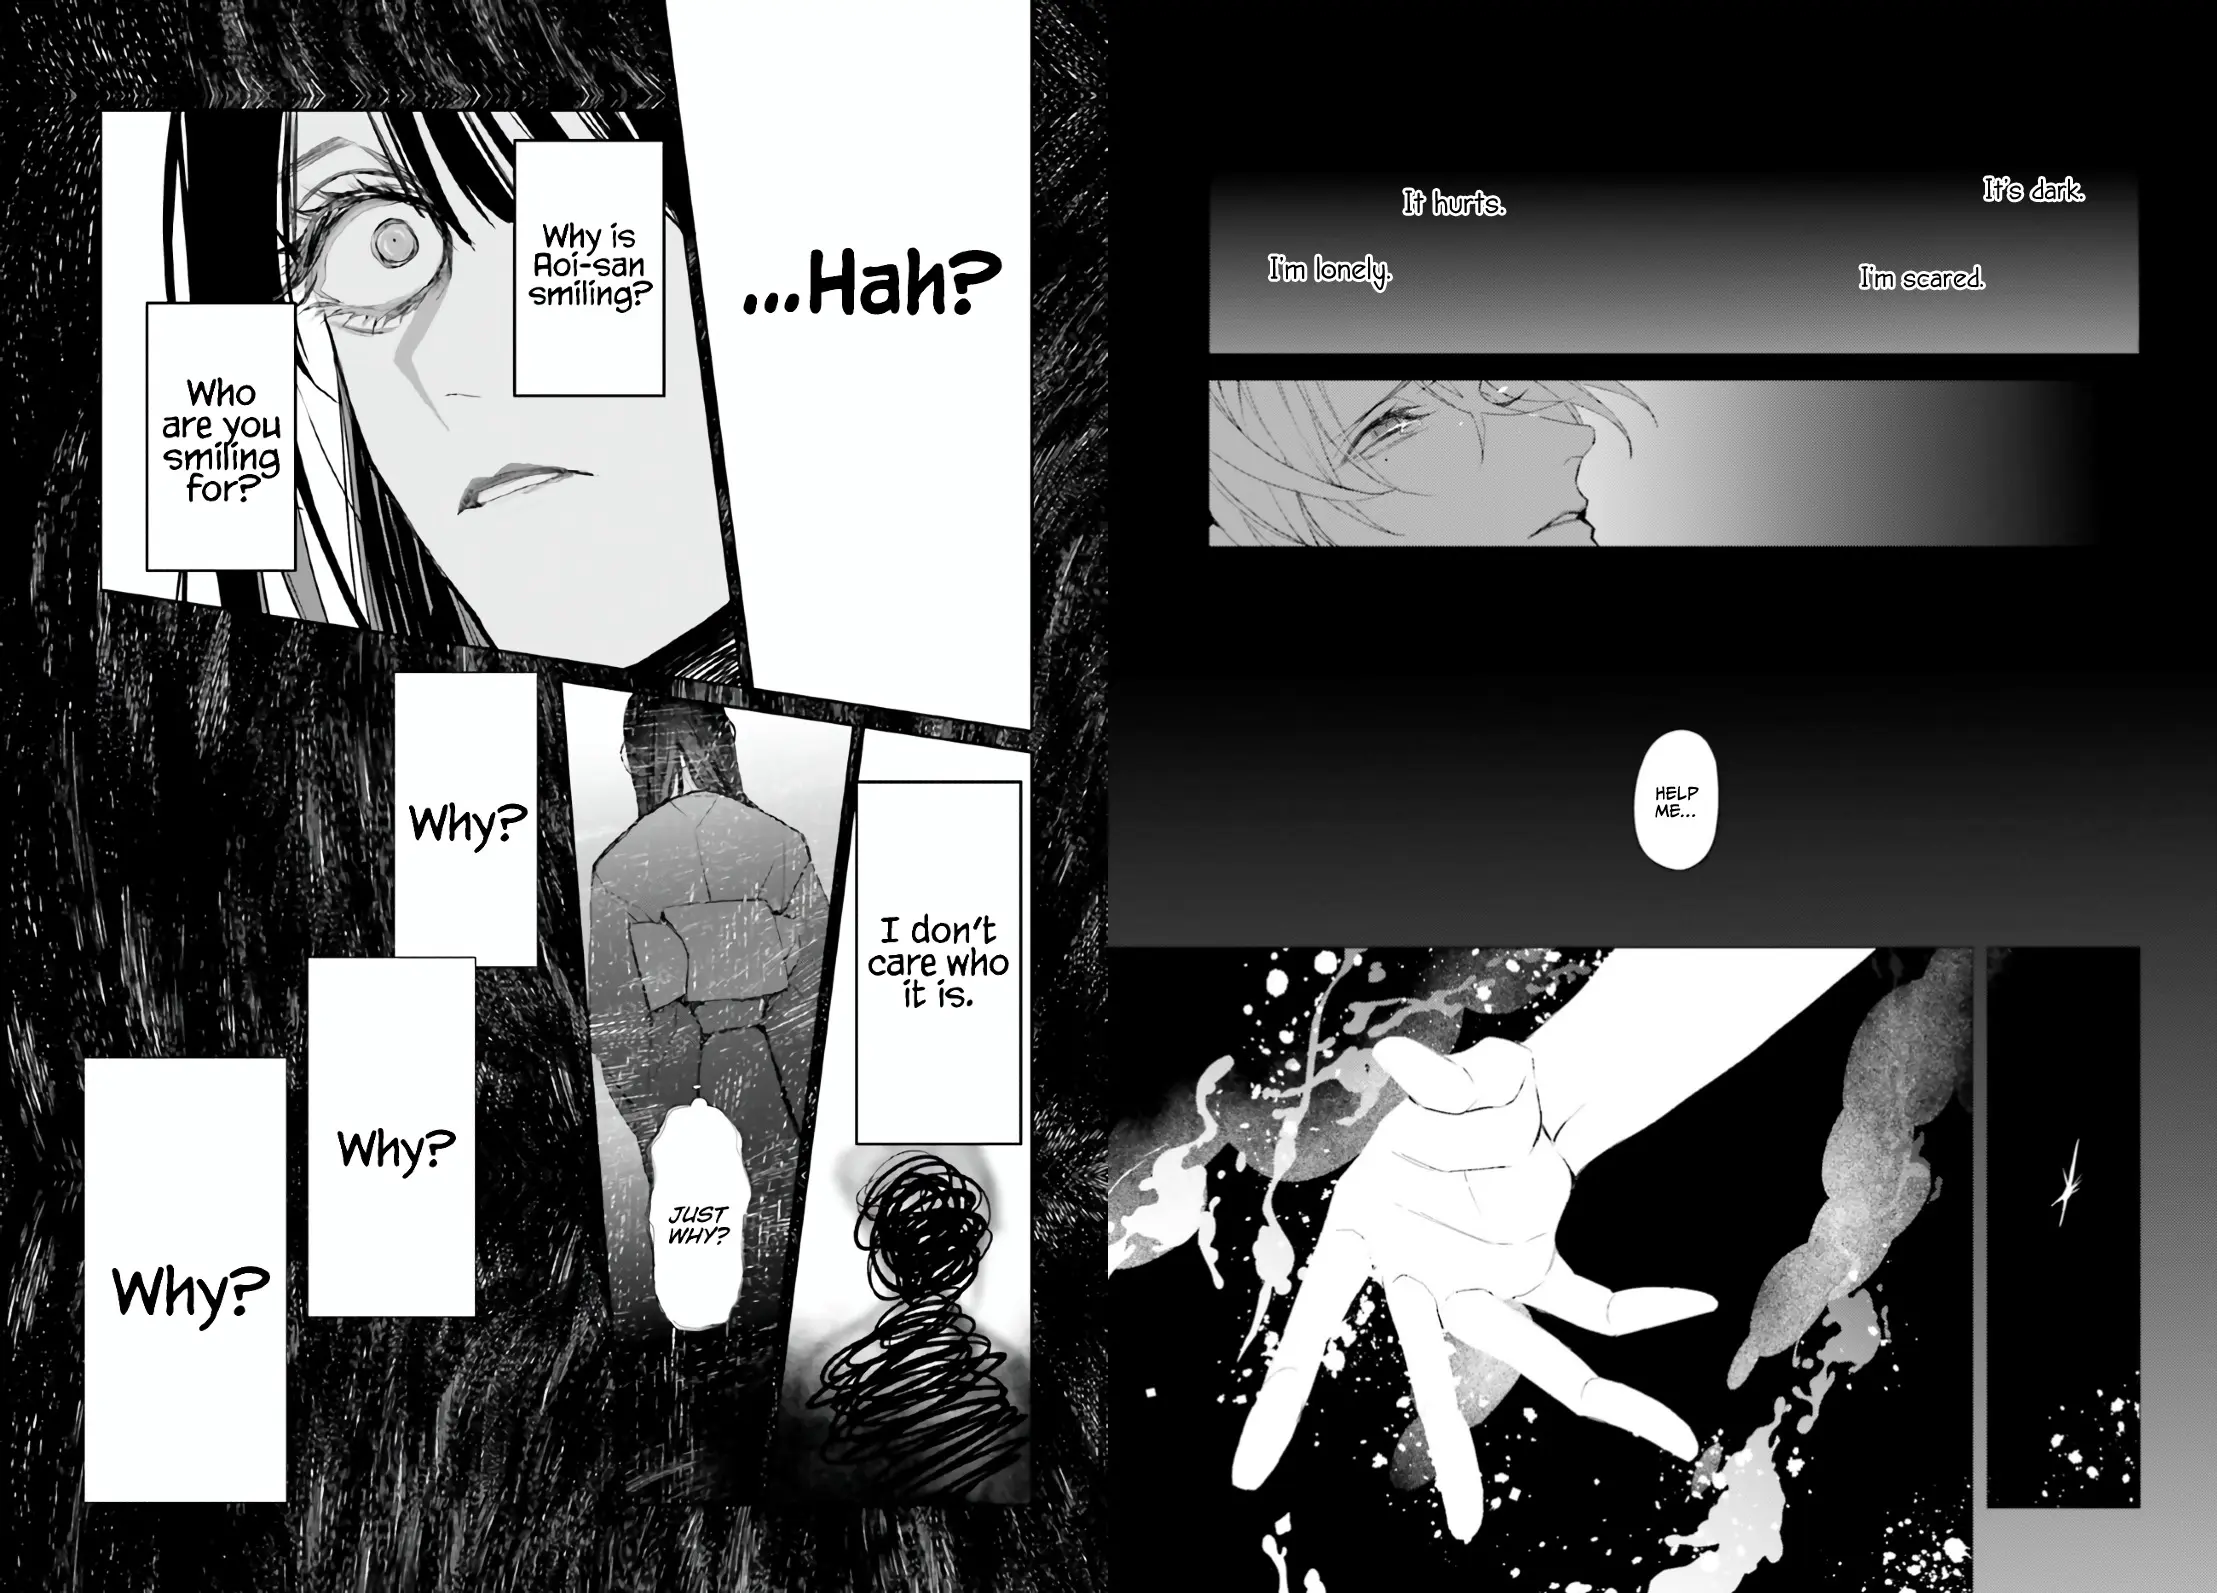 It's dark.
I'm scared.
It hurts.
I'm lonely.
HELP
ME...
...Hah?
Why is
Aoi-san
smiling?
Who
are you
smiling
for?
I don't
care who
it is.
JUST
WHY?
Why?
Why?
Why?